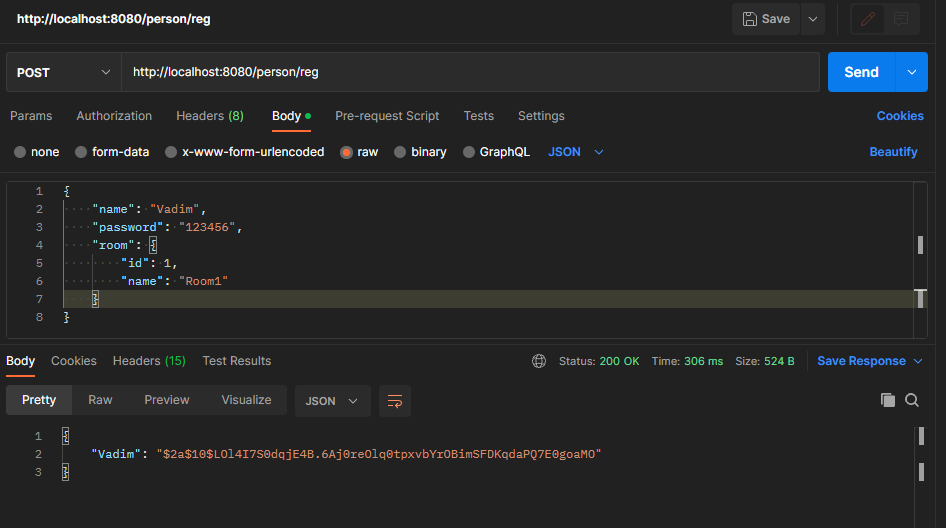 http://localhost:8080/person/reg
Save
POST
http://localhost:8080/person/reg
Send
Params Authorization Headers (8) Body Pre-request Script Tests Settings Cookies
none form-data x-www-form-urlencoded raw binary GraphQL JSON Beautify
1 {
2 "name": "Vadim",
3 "password": "123456",
4 "room": {
5 "id": 1,
6 "name": "Room1"
7 }
8 }
Body Cookies Headers (15) Test Results Status: 200 OK Time: 306 ms Size: 524 B Save Response
Pretty Raw Preview Visualize JSON
1 {
2 "Vadim": "$2a$10$LOl4I7S0dqjE4B.6Aj0reOlq0tpxvbYrOBimSFDKqdaPQ7E0goaMO"
3 }